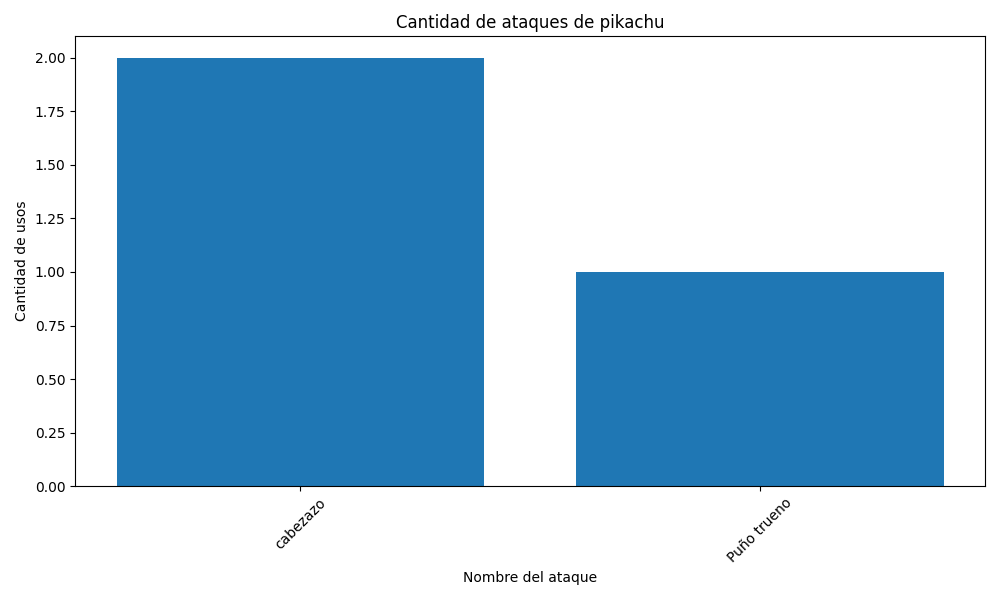 Cantidad de ataques de pikachu
Cantidad de usos
2.00
1.75
1.50
1.25
1.00
0.75
0.50
0.25
0.00
cabezazo
Puño trueno
Nombre del ataque